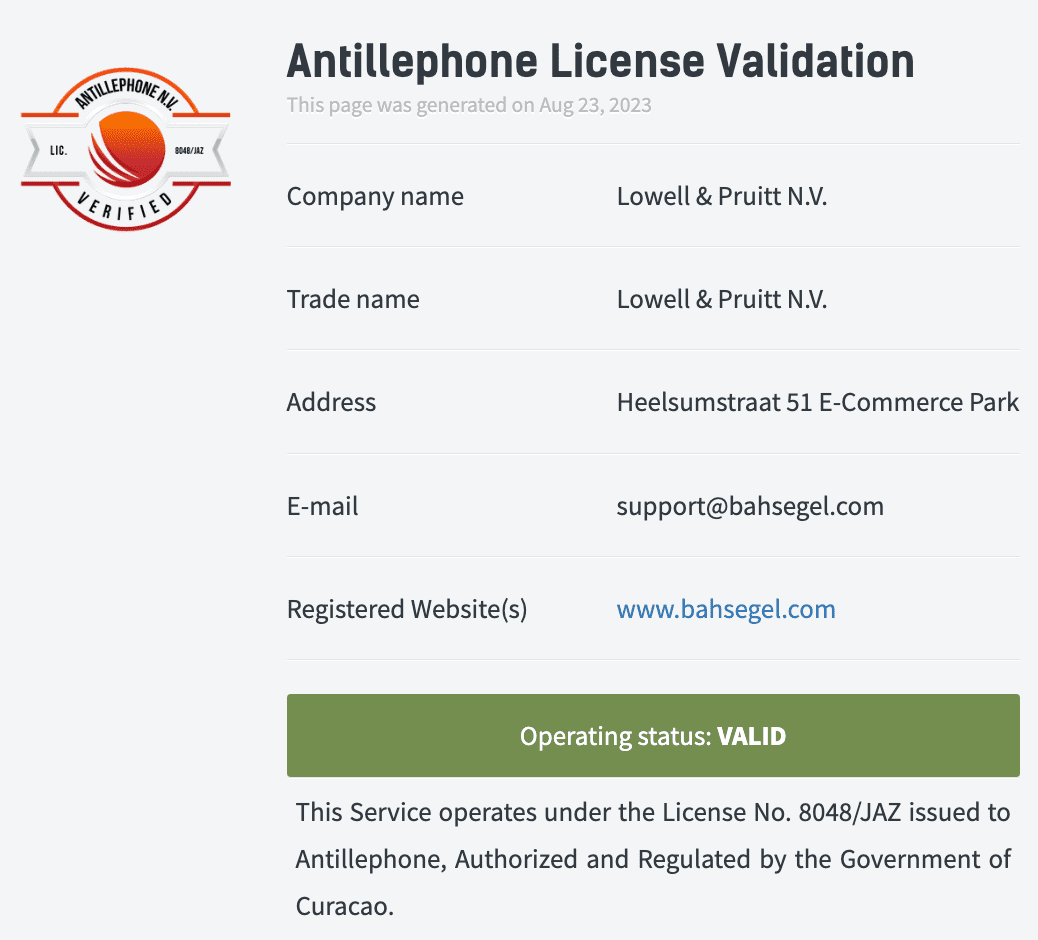 Antillephone License Validation
This page was generated on Aug 23, 2023
ANTILLEPHONE N.V.
LIC.
8048/JAZ
VERIFIED
Company name Lowell & Pruitt N.V.
Trade name Lowell & Pruitt N.V.
Address Heelsumstraat 51 E-Commerce Park
E-mail support@bahsegel.com
Registered Website(s) www.bahsegel.com
Operating status: VALID
This Service operates under the License No. 8048/JAZ issued to
Antillephone, Authorized and Regulated by the Government of
Curacao.